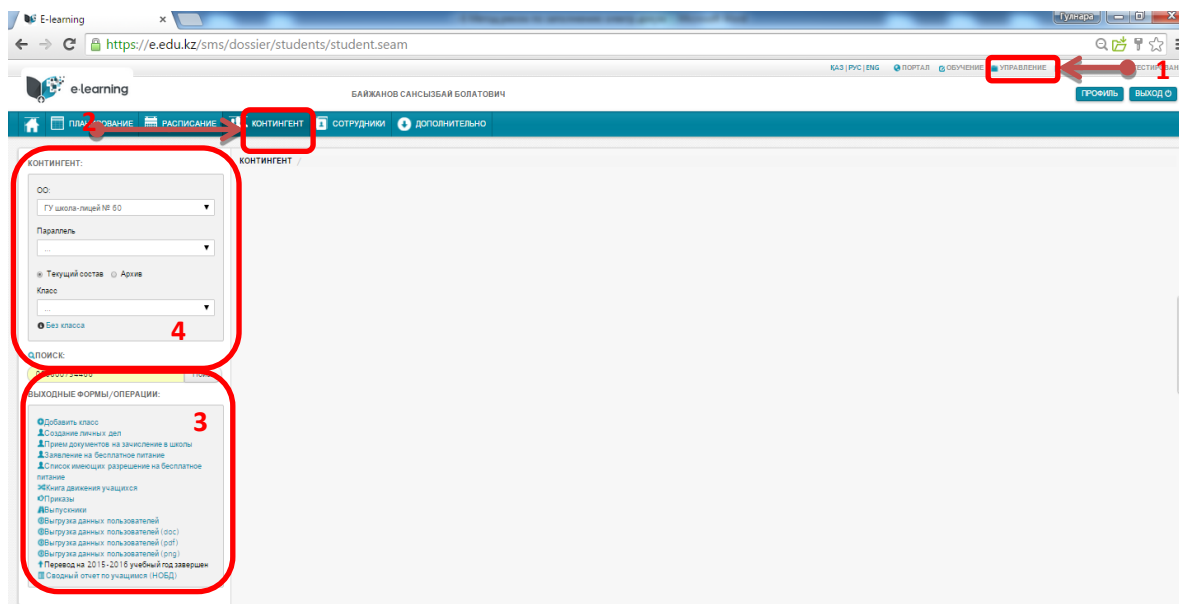 E-learning
Гулнара
https://e.edu.kz/sms/dossier/students/student.seam
ҚАЗ | РУС | ENG ПОРТАЛ ОБУЧЕНИЕ УПРАВЛЕНИЕ
1
e-learning
БАЙЖАНОВ САНСЫЗБАЙ БОЛАТОВИЧ
ПРОФИЛЬ ВЫХОД
2
РАСПИСАНИЕ КОНТИНГЕНТ СОТРУДНИКИ ДОПОЛНИТЕЛЬНО
КОНТИНГЕНТ /
КОНТИНГЕНТ:
ОО:
ГУ школа-лицей № 60
Параллель
...
Текущий состав Архив
Класс
...
Без класса
4
ПОИСК:
ВЫХОДНЫЕ ФОРМЫ/ОПЕРАЦИИ:
3
Добавить класс
Создание личных дел
Прием документов на зачисление в школы
Заявление на бесплатное питание
Список имеющих разрешение на бесплатное
питание
Книга движения учащихся
Приказы
Выпускники
Выгрузка данных пользователей
Выгрузка данных пользователей (doc)
Выгрузка данных пользователей (pdf)
Выгрузка данных пользователей (png)
Перевод на 2015-2016 учебный год завершен
Сводный отчет по учащимся (НОБД)